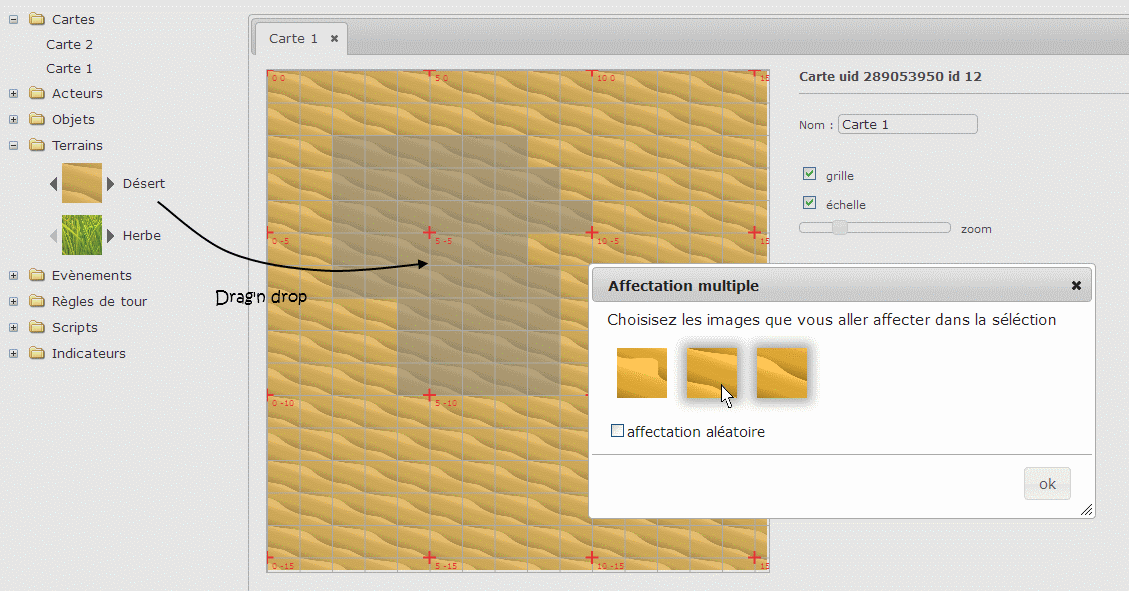 Cartes
Carte 2
Carte 1
Acteurs
Objets
Terrains
Désert
Herbe
Evènements
Règles de tour
Scripts
Indicateurs
Drag'n drop
Carte 1
0 0
5 0
10 0
15
0 -5
5 -5
10 -5
15
0 -10
5 -10
0 -15
5 -15
10 -15
15
Carte uid 289053950 id 12
Nom : Carte 1
grille
échelle
zoom
Affectation multiple
Choisisez les images que vous aller affecter dans la séléction
affectation aléatoire
ok